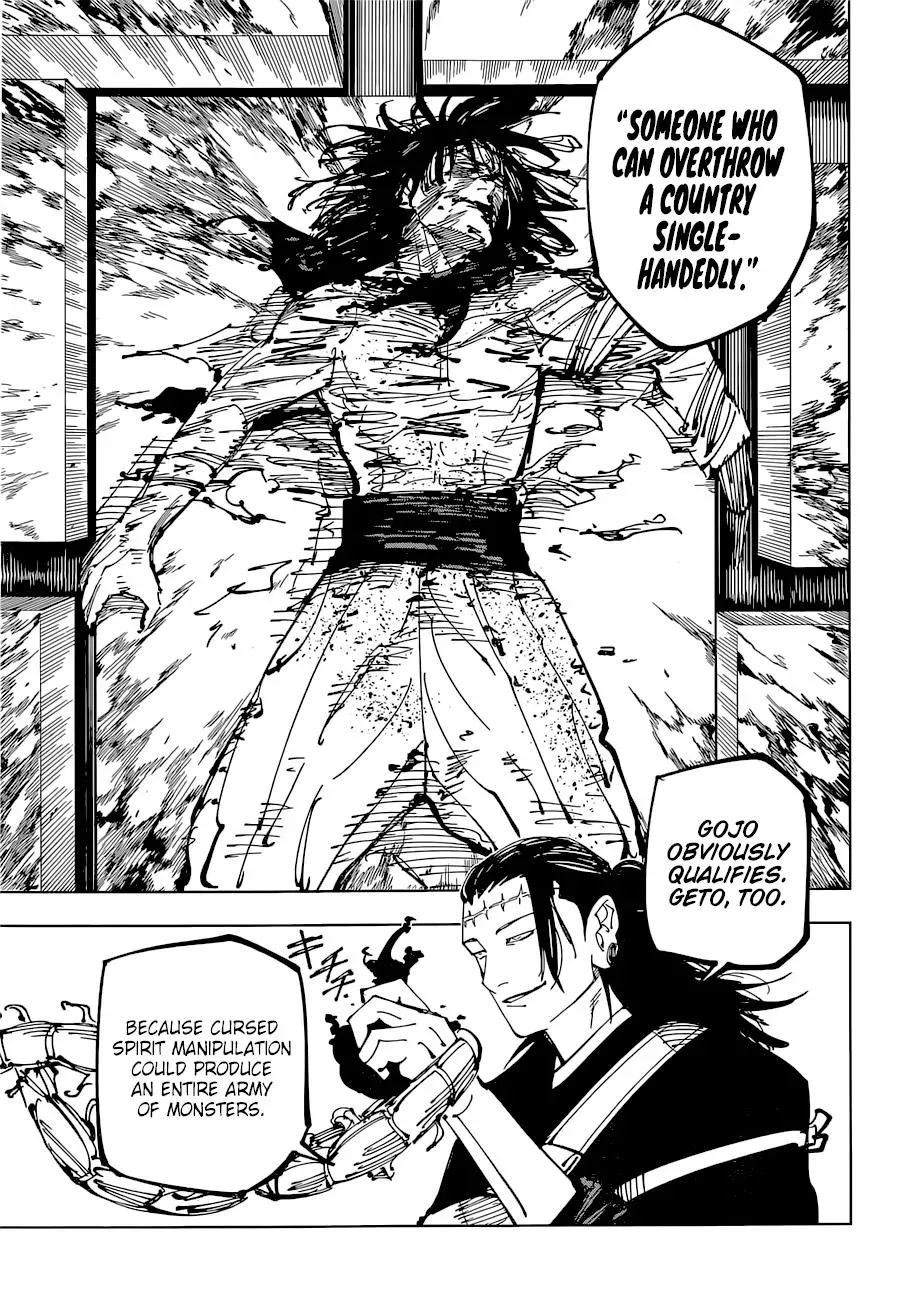 "SOMEONE WHO
CAN OVERTHROW
A COUNTRY
SINGLE-
HANDEDLY."
GOJO
OBVIOUSLY
QUALIFIES.
GETO, TOO.
BECAUSE CURSED
SPIRIT MANIPULATION
COULD PRODUCE
AN ENTIRE ARMY
OF MONSTERS.